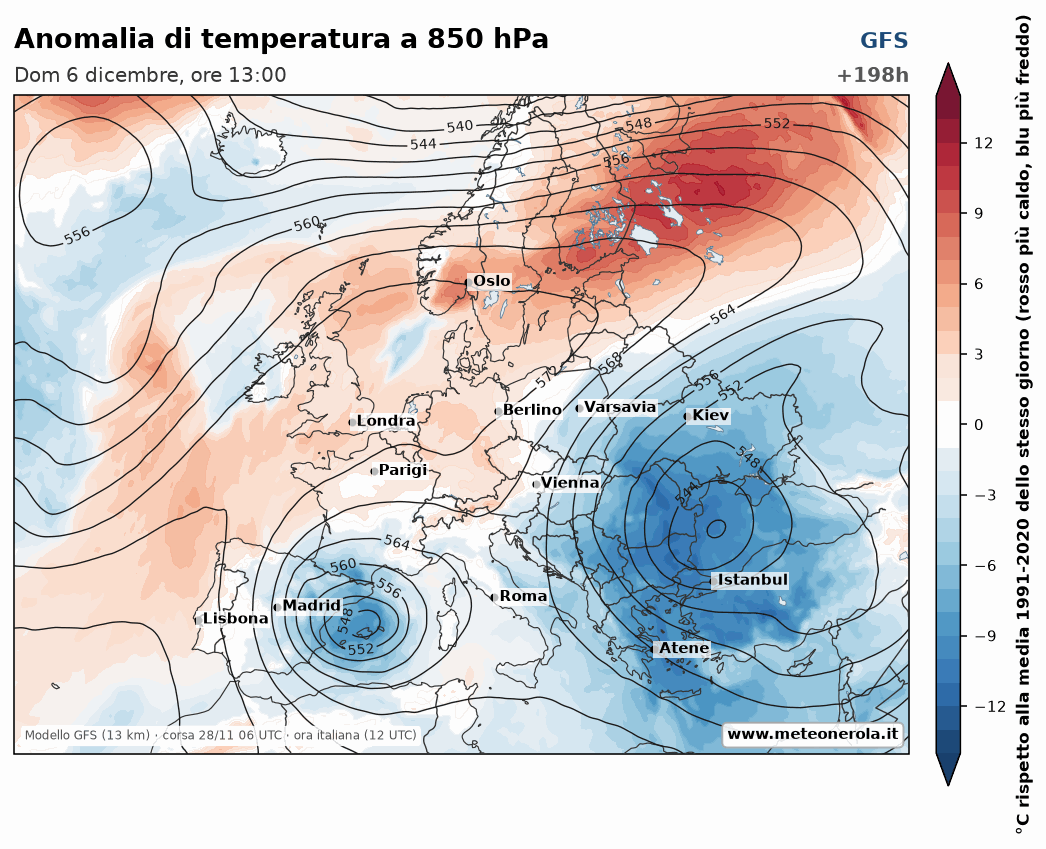 Anomalia di temperatura a 850 hPa
GFS
Dom 6 dicembre, ore 13:00
+198h
540
544
548
552
556
556
560
564
Oslo
572
568
556
552
Londra
Berlino
Varsavia
Kiev
Parigi
Vienna
548
544
564
560
556
Istanbul
Roma
Madrid
Lisbona
548
552
Atene
Modello GFS (13 km) · corsa 28/11 06 UTC · ora italiana (12 UTC)
www.meteonerola.it
12
9
6
3
0
−3
−6
−9
−12
°C rispetto alla media 1991-2020 dello stesso giorno (rosso più caldo, blu più freddo)